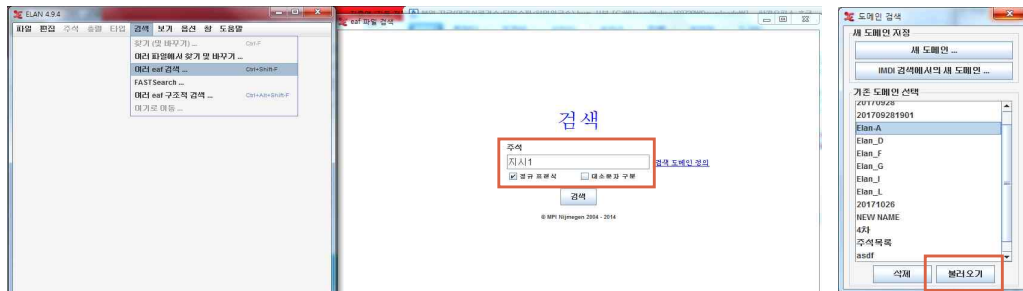 ELAN 4.9.4
파일 편집 주석 층렬 타입 검색 보기 옵션 창 도움말
찾기 (및 바꾸기) ... Ctrl-F
여러 파일에서 찾기 및 바꾸기 ...
여러 eaf 검색 ... Ctrl+Shift-F
FASTSearch ...
여러 eaf 구조적 검색 ... Ctrl+Alt+Shift-F
여기로 이동 ...
eaf 파일 검색
검색
주석
지시1
검색 도메인 정의
정규 표현식 대소문자 구분
검색
© MPI Nijmegen 2004 - 2014
도메인 검색
새 도메인 지정
새 도메인 ...
IMDI 검색에서의 새 도메인 ...
기존 도메인 선택
20170928
201709281901
Elan-A
Elan_D
Elan_F
Elan_G
Elan_I
Elan_L
20171026
NEW NAME
4차
주석목록
asdf
삭제 불러오기